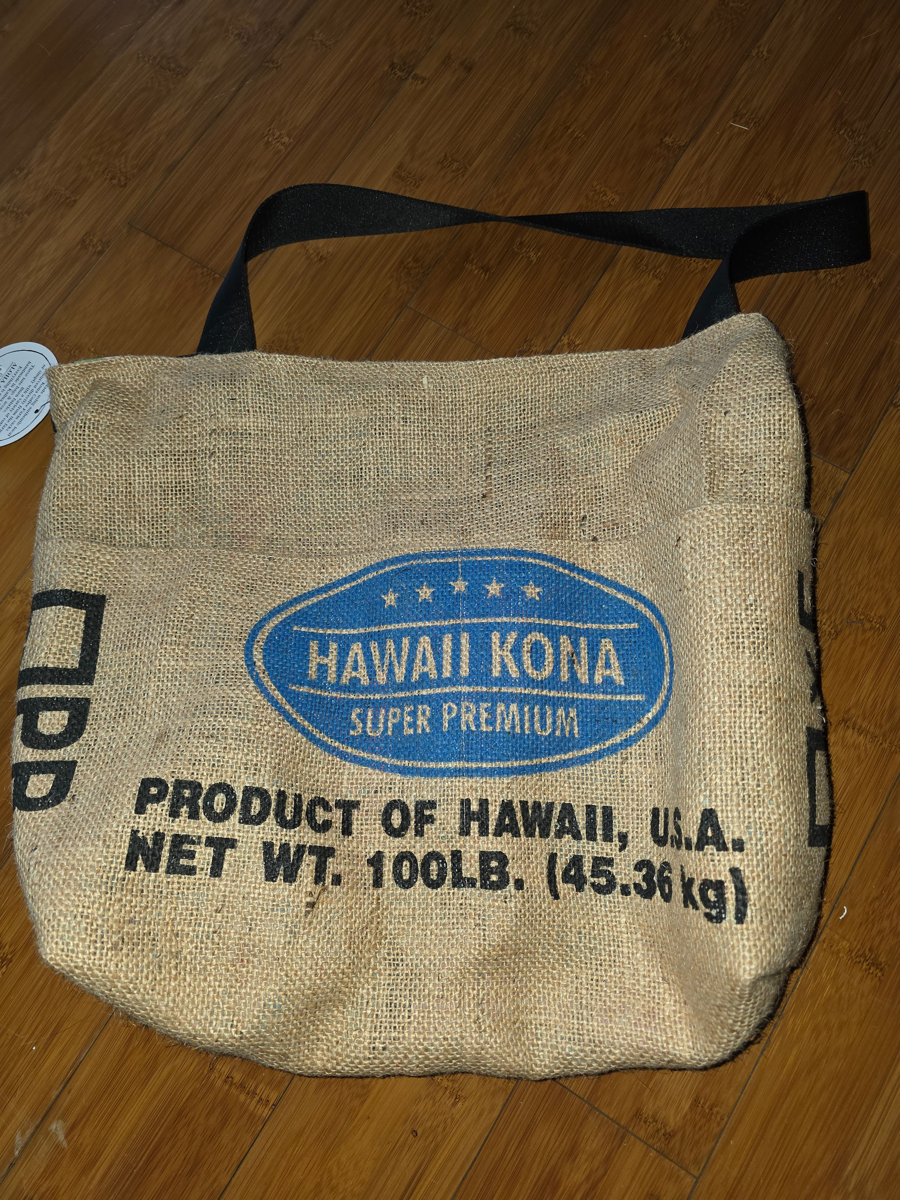 HAWAII KONA
SUPER PREMIUM
PRODUCT OF HAWAII, U.S.A.
NET WT. 100LB. (45.36 kg)